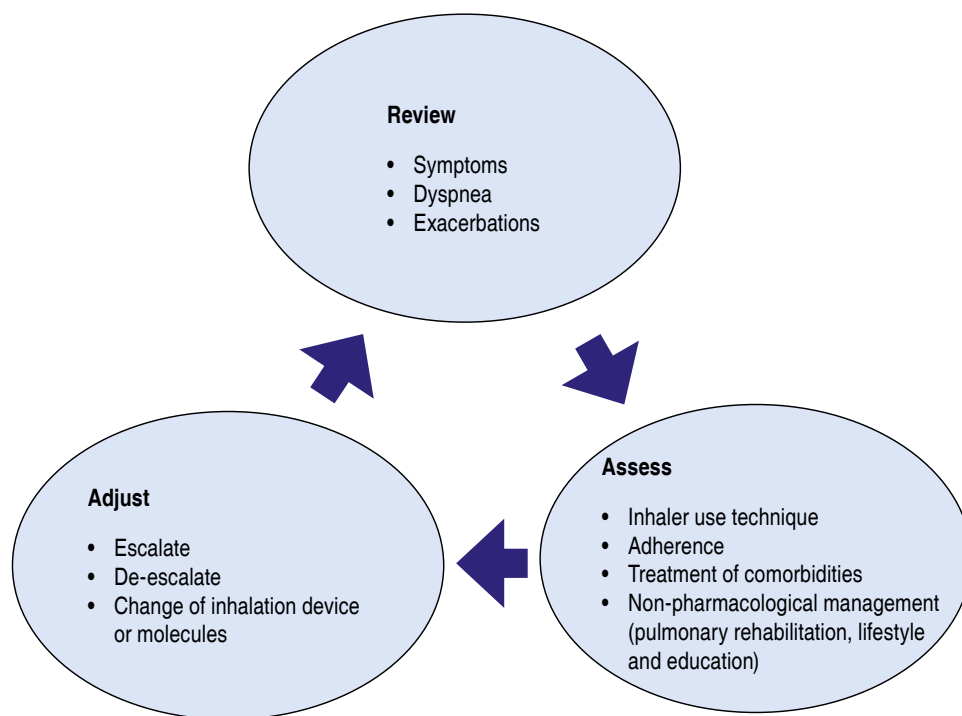 Review
• Symptoms
• Dyspnea
• Exacerbations
Adjust
• Escalate
• De-escalate
• Change of inhalation device
or molecules
Assess
• Inhaler use technique
• Adherence
• Treatment of comorbidities
• Non-pharmacological management
(pulmonary rehabilitation, lifestyle
and education)